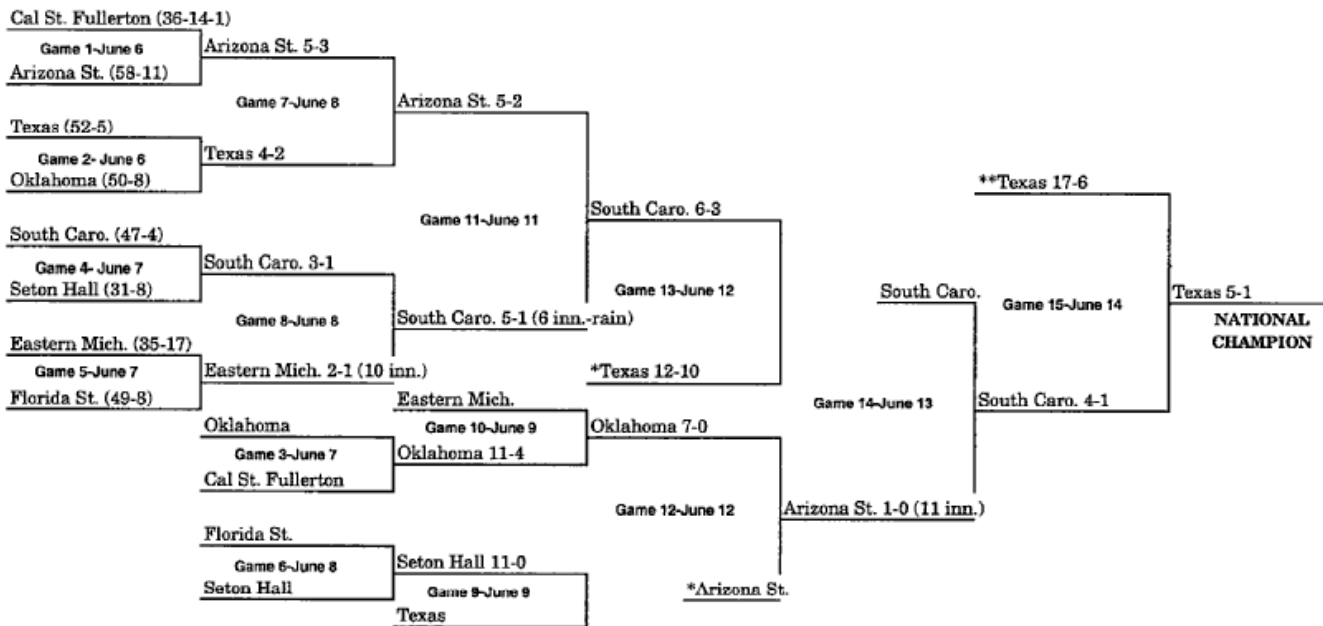 Cal St. Fullerton (36-14-1)
Game 1-June 6
Arizona St. (58-11)
Arizona St. 5-3
Game 7-June 8
Arizona St. 5-2
Texas (52-5)
Game 2- June 6
Oklahoma (50-8)
Texas 4-2
Game 11-June 11
South Caro. 6-3
South Caro. (47-4)
Game 4- June 7
Seton Hall (31-8)
South Caro. 3-1
Game 8-June 8
South Caro. 5-1 (6 inn.-rain)
Eastern Mich. (35-17)
Game 5-June 7
Florida St. (49-8)
Eastern Mich. 2-1 (10 inn.)
Game 13-June 12
*Texas 12-10
Eastern Mich.
Game 10-June 9
Oklahoma 7-0
Oklahoma
Game 3-June 7
Cal St. Fullerton
Oklahoma 11-4
Game 12-June 12
Arizona St. 1-0 (11 inn.)
Florida St.
Game 6-June 8
Seton Hall
Seton Hall 11-0
Game 9-June 9
Texas
*Arizona St.
South Caro.
Game 14-June 13
South Caro. 4-1
**Texas 17-6
Game 15-June 14
Texas 5-1
NATIONAL
CHAMPION